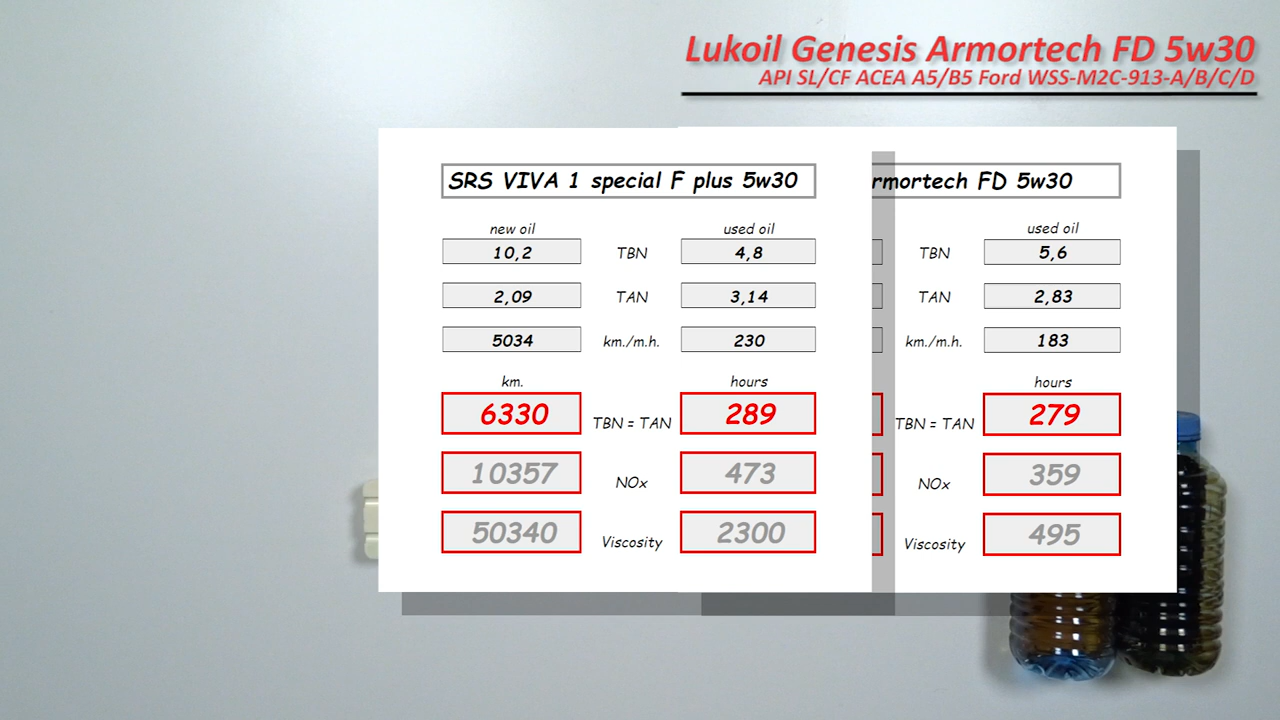 Lukoil Genesis Armortech FD 5w30
API SL/CF ACEA A5/B5 Ford WSS-M2C-913-A/B/C/D
SRS VIVA 1 special F plus 5w30
new oil used oil
10,2 TBN 4,8
2,09 TAN 3,14
5034 km./m.h. 230
km. hours
6330 TBN = TAN 289
10357 NOx 473
50340 Viscosity 2300
rmortech FD 5w30
used oil
TBN 5,6
TAN 2,83
km./m.h. 183
hours
TBN = TAN 279
NOx 359
Viscosity 495